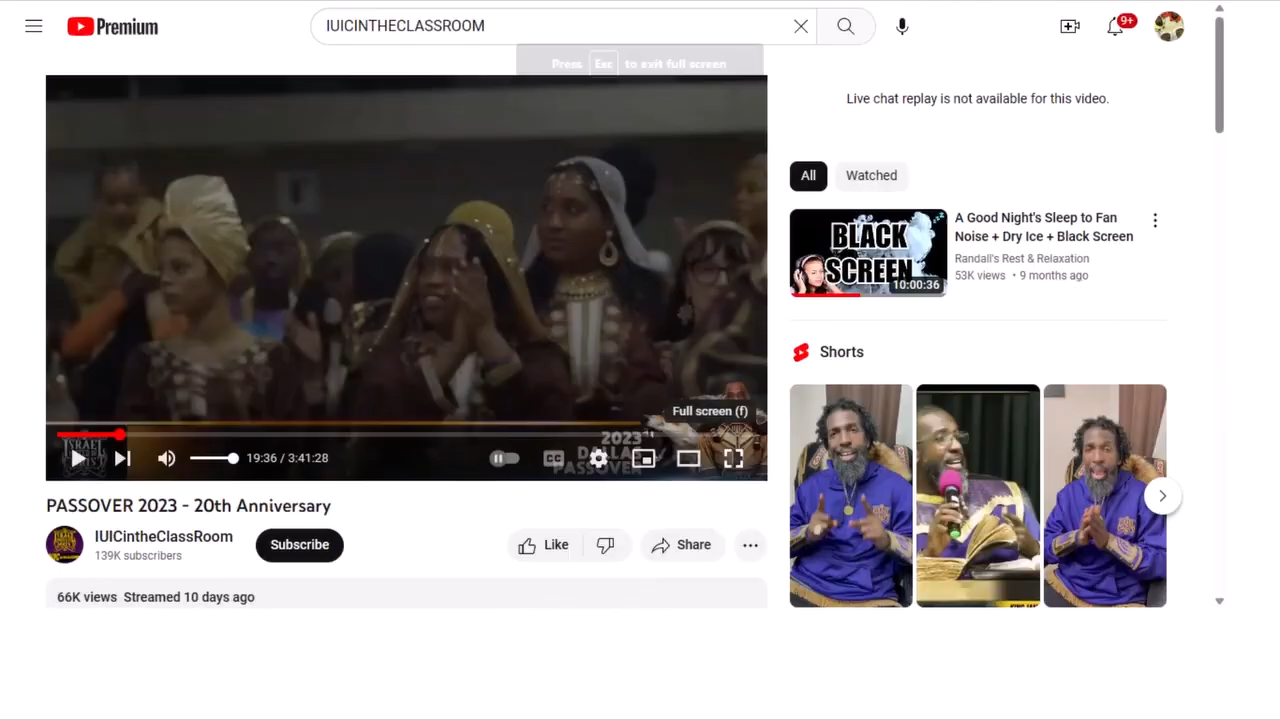 Premium
IUICINTHECLASSROOM
9+
Press Esc to exit full screen
Live chat replay is not available for this video.
All
Watched
BLACK
SCREEN
10:00:36
A Good Night's Sleep to Fan
Noise + Dry Ice + Black Screen
Randall's Rest & Relaxation
53K views • 9 months ago
Shorts
Full screen (f)
2023
DALLAS
PASSOVER
ISRAEL
19:36 / 3:41:28
CC
PASSOVER 2023 - 20th Anniversary
IUICintheClassRoom
139K subscribers
Subscribe
Like
Share
66K views Streamed 10 days ago